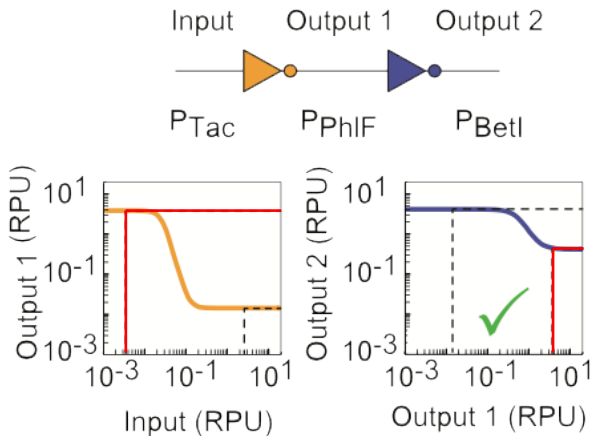 Input Output 1 Output 2
PTac PPhlF PBetI
Output 1 (RPU)
10¹
10⁻¹
10⁻³
10⁻³ 10⁻¹ 10¹
Input (RPU)
Output 2 (RPU)
10¹
10⁻¹
10⁻³
10⁻³ 10⁻¹ 10¹
Output 1 (RPU)